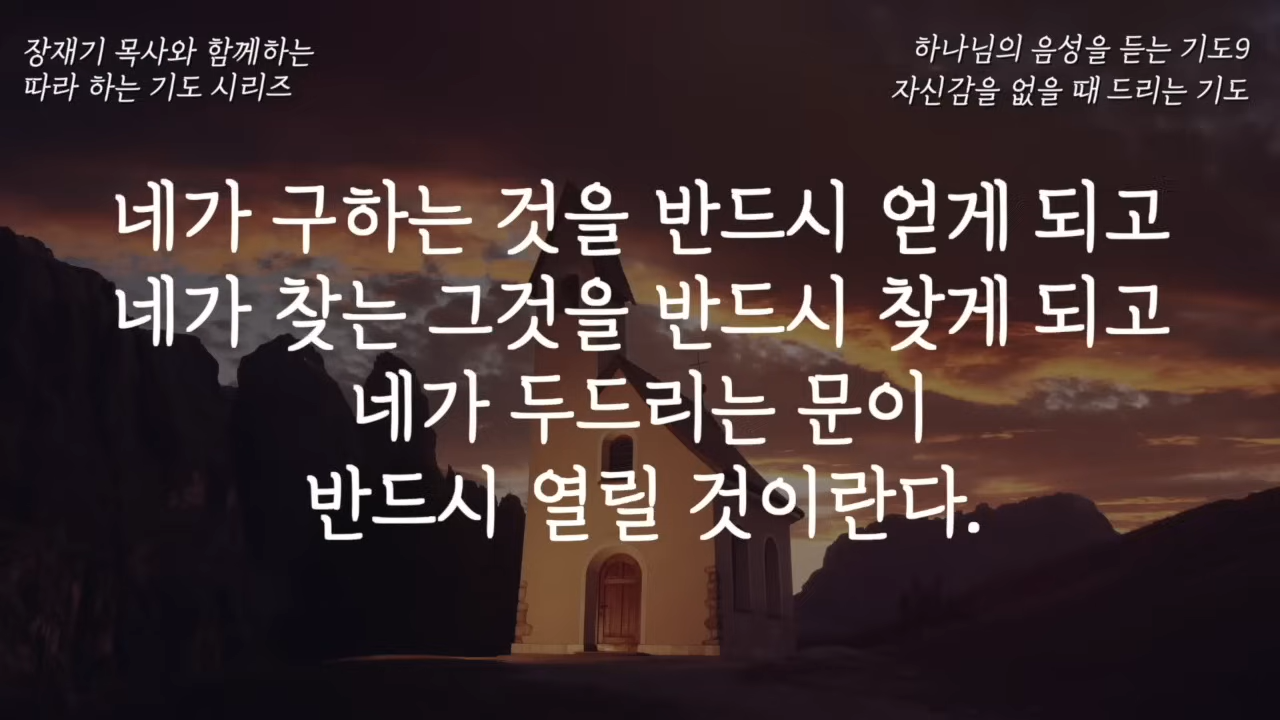 장재기 목사와 함께하는
따라 하는 기도 시리즈
하나님의 음성을 듣는 기도9
자신감을 없을 때 드리는 기도
네가 구하는 것을 반드시 얻게 되고
네가 찾는 그것을 반드시 찾게 되고
네가 두드리는 문이
반드시 열릴 것이란다.